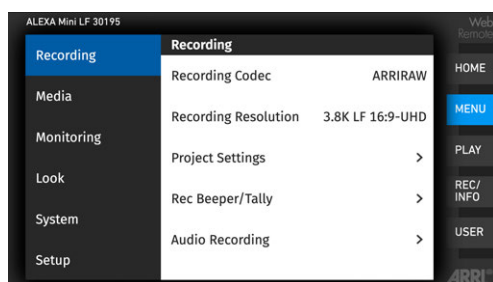 ALEXA Mini LF 30195
Web
Remote
Recording
Media
Monitoring
Look
System
Setup
Recording
Recording Codec ARRIRAW
Recording Resolution 3.8K LF 16:9-UHD
Project Settings >
Rec Beeper/Tally >
Audio Recording >
HOME
MENU
PLAY
REC/
INFO
USER
ARRI®